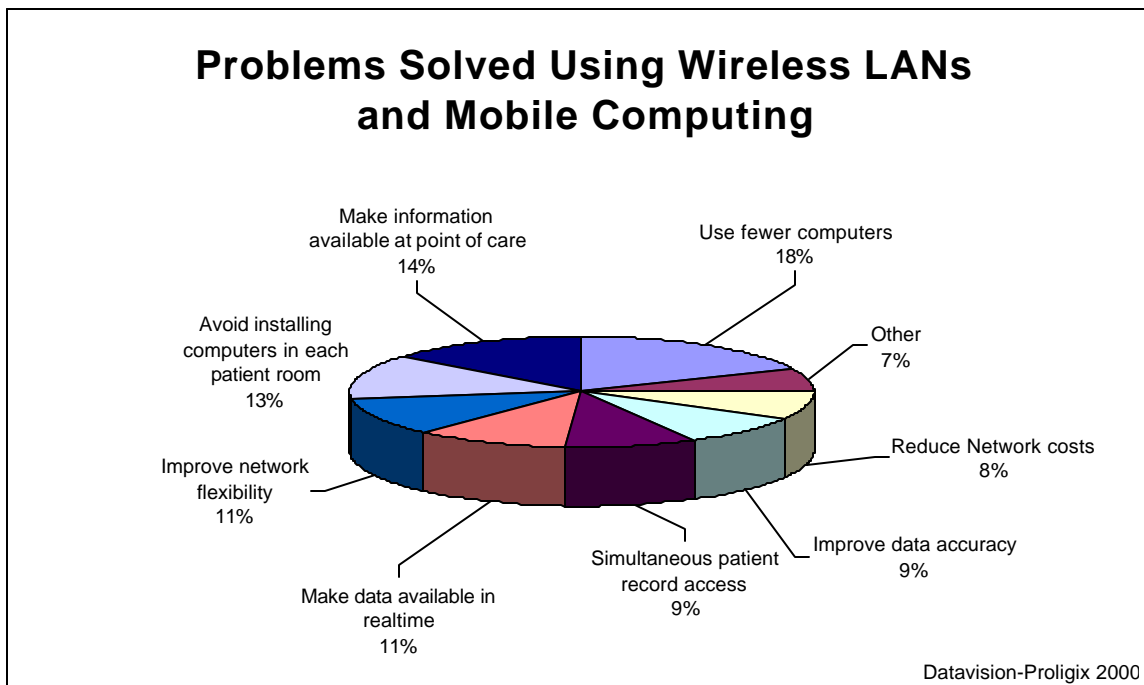 Problems Solved Using Wireless LANs
and Mobile Computing
Make information
available at point of care
14%
Use fewer computers
18%
Other
7%
Avoid installing
computers in each
patient room
13%
Reduce Network costs
8%
Improve network
flexibility
11%
Improve data accuracy
9%
Simultaneous patient
record access
9%
Make data available in
realtime
11%
Datavision-Proligix 2000